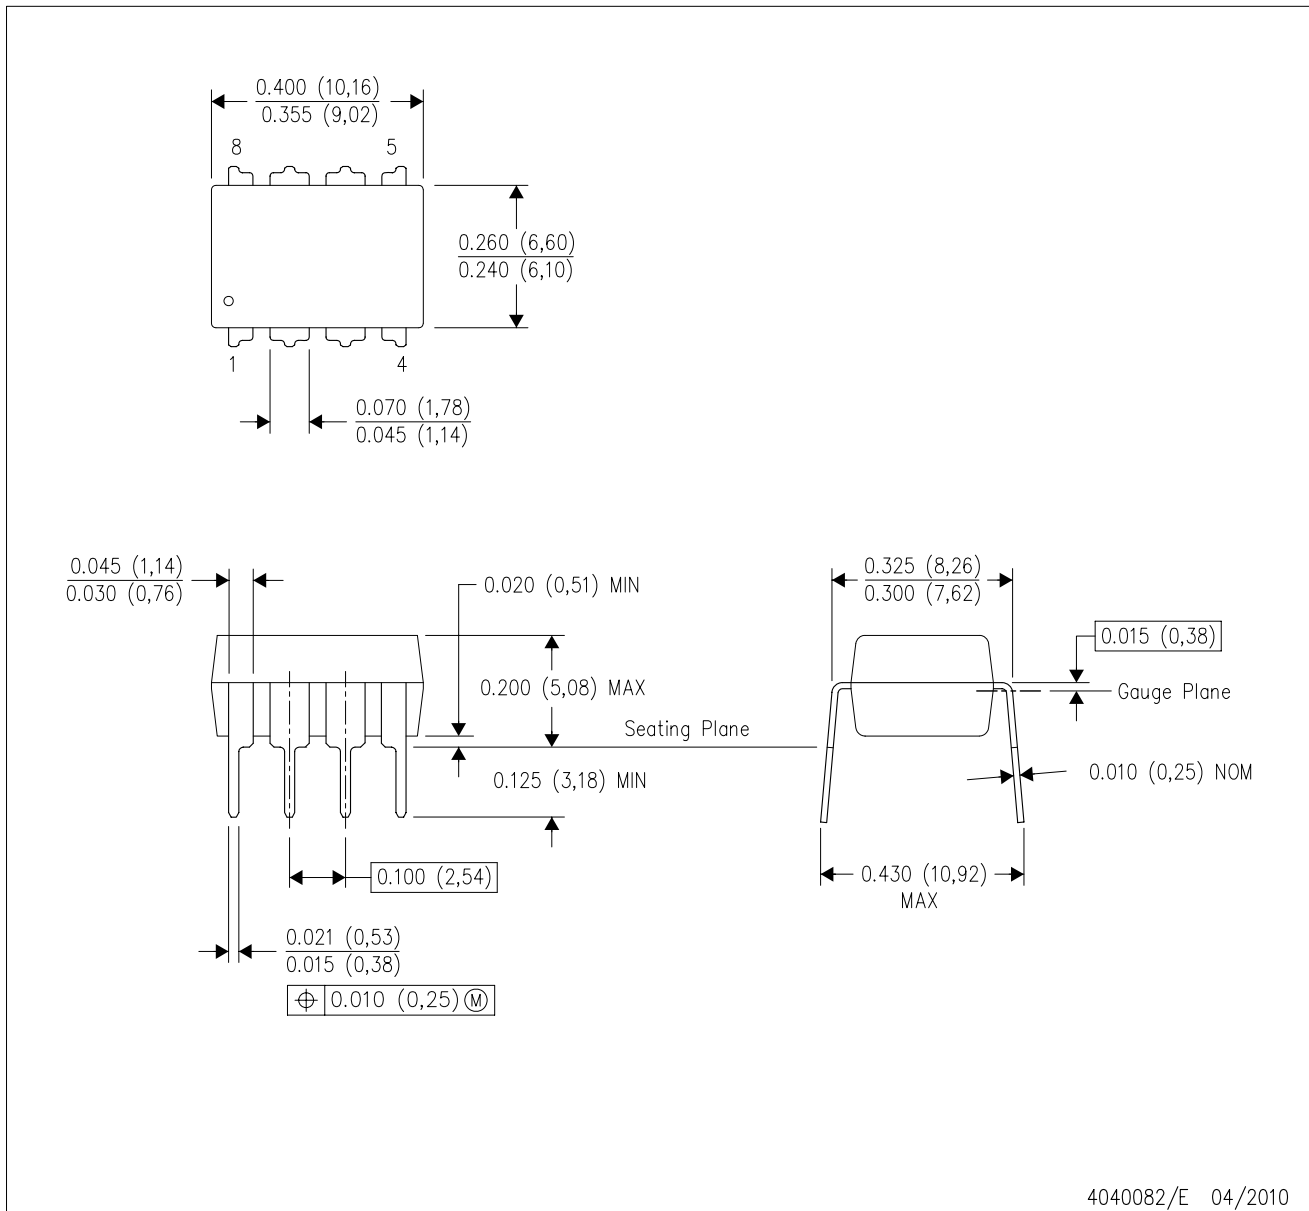 0.400 (10,16)
0.355 (9,02)
8
5
0.260 (6,60)
0.240 (6,10)
1
4
0.070 (1,78)
0.045 (1,14)
0.045 (1,14)
0.030 (0,76)
0.020 (0,51) MIN
0.200 (5,08) MAX
Seating Plane
0.125 (3,18) MIN
0.100 (2,54)
0.021 (0,53)
0.015 (0,38)
⌖ 0.010 (0,25) Ⓜ
0.325 (8,26)
0.300 (7,62)
0.015 (0,38)
Gauge Plane
0.010 (0,25) NOM
0.430 (10,92)
MAX
4040082/E 04/2010